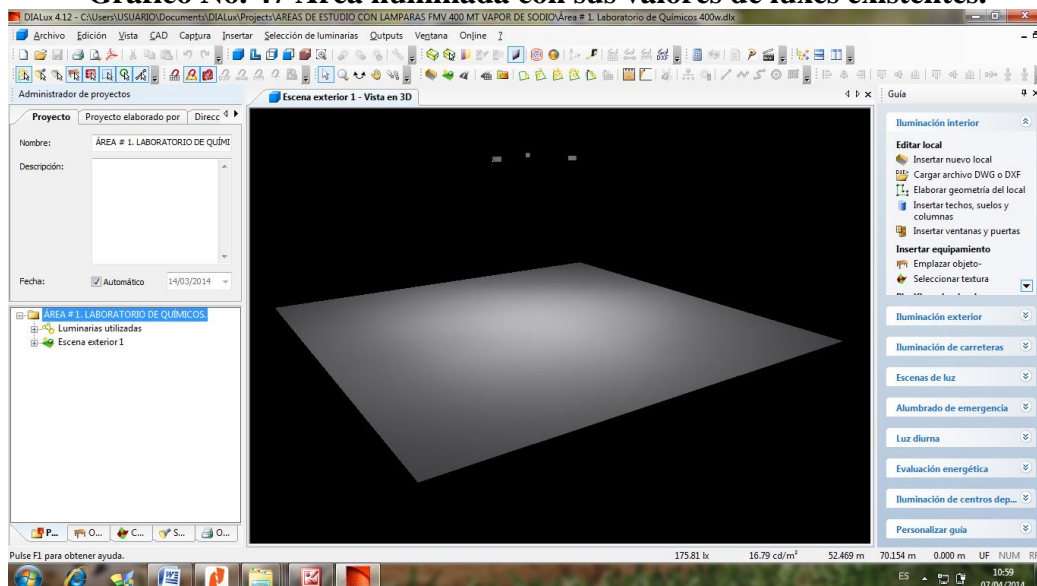 Gráfico No. 47 Área iluminada con sus valores de luxes existentes.
DIALux 4.12 - C:\Users\USUARIO\Documents\DIALux\Projects\AREAS DE ESTUDIO CON LAMPARAS FMV 400 MT VAPOR DE SODIO\Área # 1. Laboratorio de Químicos 400w.dlx
Archivo Edición Vista CAD Captura Insertar Selección de luminarias Outputs Ventana Online ?
Administrador de proyectos
Escena exterior 1 - Vista en 3D
Guía
Proyecto Proyecto elaborado por Direcc
Nombre: ÁREA # 1. LABORATORIO DE QUÍMI
Descripción:
Fecha: Automático 14/03/2014
ÁREA # 1. LABORATORIO DE QUÍMICOS.
Luminarias utilizadas
Escena exterior 1
P... O... C... S... O...
Iluminación interior
Editar local
Insertar nuevo local
Cargar archivo DWG o DXF
Elaborar geometría del local
Insertar techos, suelos y
columnas
Insertar ventanas y puertas
Insertar equipamiento
Emplazar objeto-
Seleccionar textura
Iluminación exterior
Iluminación de carreteras
Escenas de luz
Alumbrado de emergencia
Luz diurna
Evaluación energética
Iluminación de centros dep...
Personalizar guía
Pulse F1 para obtener ayuda.
175.81 lx 16.79 cd/m² 52.469 m 70.154 m 0.000 m UF NUM
ES 10:59
07/04/2014